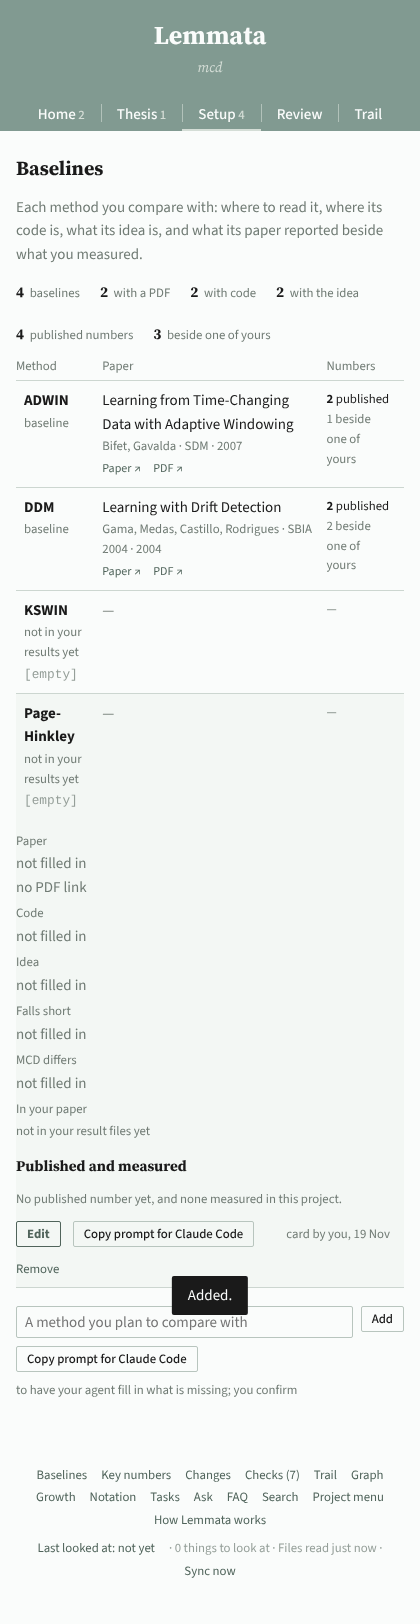 Lemmata
mcd
Home 2 Thesis 1 Setup 4 Review Trail
Baselines
Each method you compare with: where to read it, where its
code is, what its idea is, and what its paper reported beside
what you measured.
4 baselines 2 with a PDF 2 with code 2 with the idea
4 published numbers 3 beside one of yours
Method Paper Numbers
ADWIN
baseline
Learning from Time-Changing
Data with Adaptive Windowing
Bifet, Gavalda · SDM · 2007
Paper ↗ PDF ↗
2 published
1 beside
one of
yours
DDM
baseline
Learning with Drift Detection
Gama, Medas, Castillo, Rodrigues · SBIA
2004 · 2004
Paper ↗ PDF ↗
2 published
2 beside
one of
yours
KSWIN
not in your
results yet
[empty]
—
—
Page-
Hinkley
not in your
results yet
[empty]
—
—
Paper
not filled in
no PDF link
Code
not filled in
Idea
not filled in
Falls short
not filled in
MCD differs
not filled in
In your paper
not in your result files yet
Published and measured
No published number yet, and none measured in this project.
Edit Copy prompt for Claude Code card by you, 19 Nov
Remove
Added.
A method you plan to compare with Add
Copy prompt for Claude Code
to have your agent fill in what is missing; you confirm
Baselines Key numbers Changes Checks (7) Trail Graph
Growth Notation Tasks Ask FAQ Search Project menu
How Lemmata works
Last looked at: not yet · 0 things to look at · Files read just now ·
Sync now